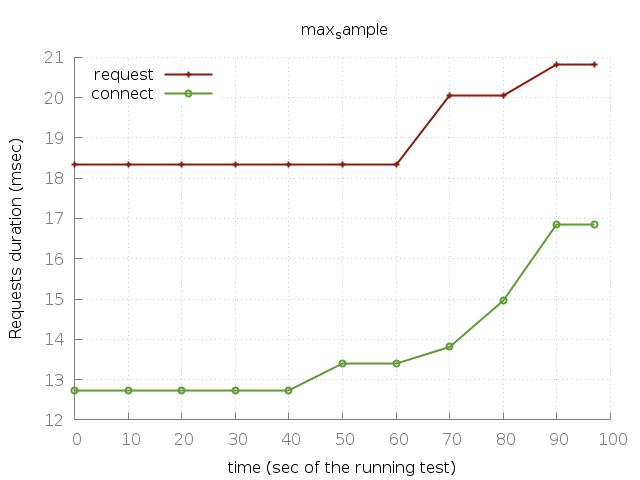 maxsample
request
connect
21
20
19
18
17
16
15
14
13
12
Requests duration (msec)
0 10 20 30 40 50 60 70 80 90 100
time (sec of the running test)